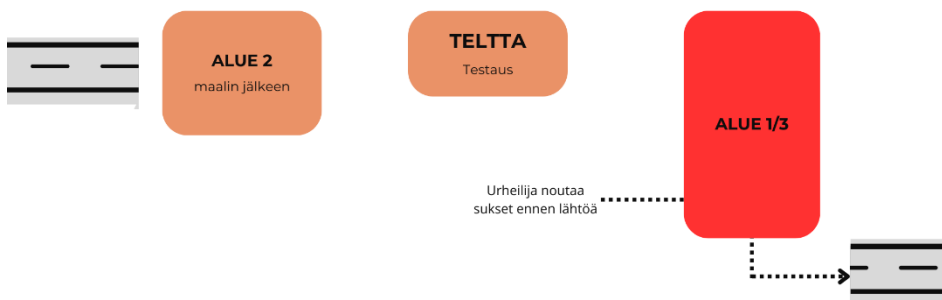 ALUE 2
maalin jälkeen
TELTTA
Testaus
ALUE 1/3
Urheilija noutaa
sukset ennen lähtöä